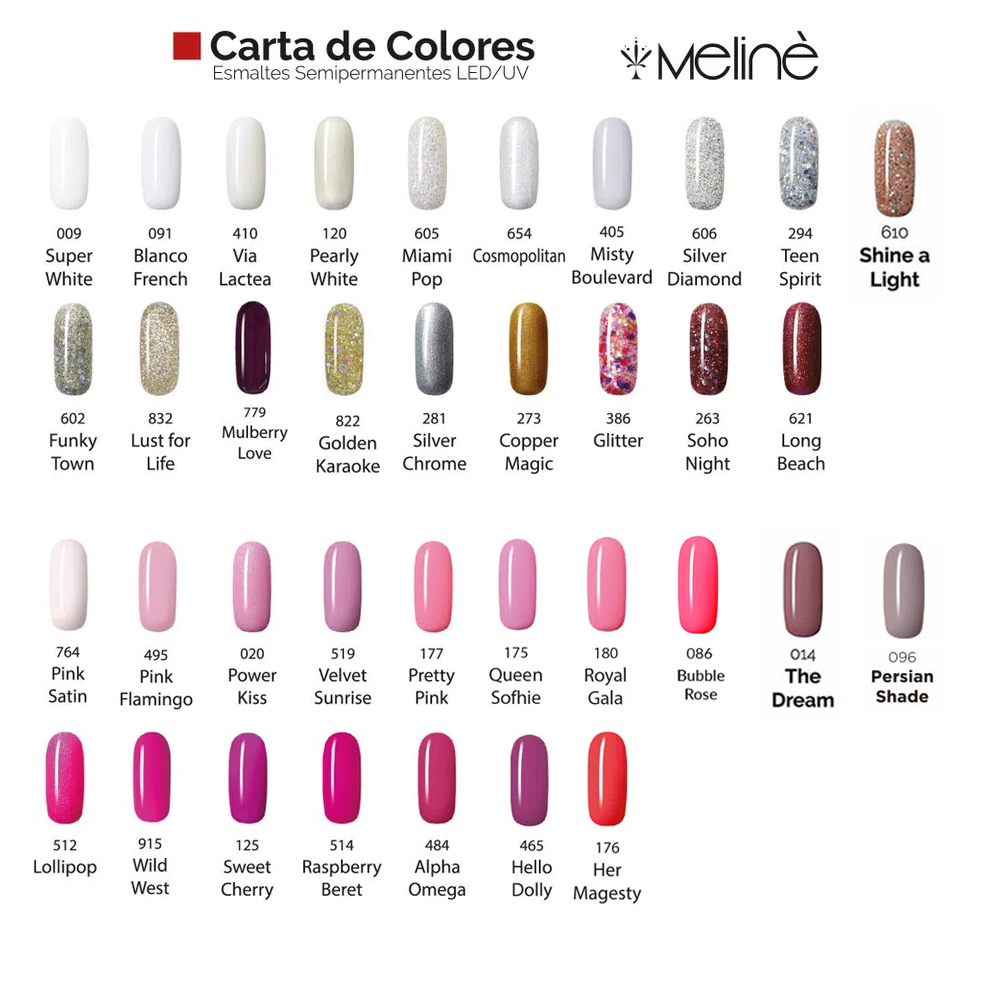 Carta de Colores
Esmaltes Semipermanentes LED/UV
Melinè
009 091 410 120 605 654 405 606 294 610
Super Blanco Via Pearly Miami Cosmopolitan Misty Silver Teen Shine a
White French Lactea White Pop Boulevard Diamond Spirit Light
602 832 779 822 281 273 386 263 621
Funky Lust for Mulberry Golden Silver Copper Glitter Soho Long
Town Life Love Karaoke Chrome Magic Night Beach
764 495 020 519 177 175 180 086 014 096
Pink Pink Power Velvet Pretty Queen Royal Bubble The Persian
Satin Flamingo Kiss Sunrise Pink Sofhie Gala Rose Dream Shade
512 915 125 514 484 465 176
Lollipop Wild Sweet Raspberry Alpha Hello Her
West Cherry Beret Omega Dolly Magesty